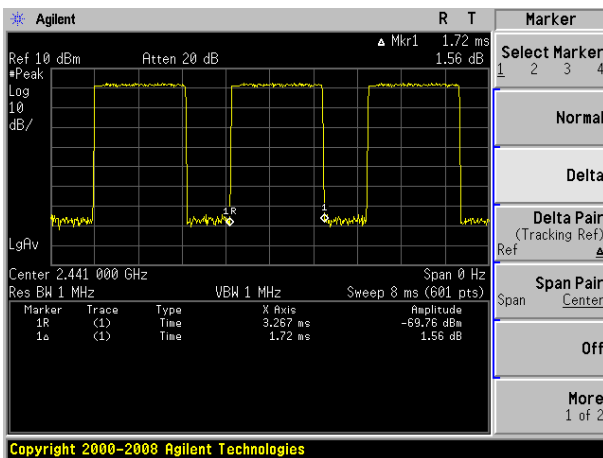 Agilent R T Marker
Δ Mkr1 1.72 ms
Ref 10 dBm Atten 20 dB 1.56 dB
#Peak
Log
10
dB/
1R
1
LgAv
Center 2.441 000 GHz Span 0 Hz
Res BW 1 MHz VBW 1 MHz Sweep 8 ms (601 pts)
Marker Trace Type X Axis Amplitude
1R (1) Time 3.267 ms -69.76 dBm
1Δ (1) Time 1.72 ms 1.56 dB
Select Marker
1 2 3 4
Normal
Delta
Delta Pair
(Tracking Ref)
Ref Δ
Span Pair
Span Center
Off
More
1 of 2
Copyright 2000-2008 Agilent Technologies